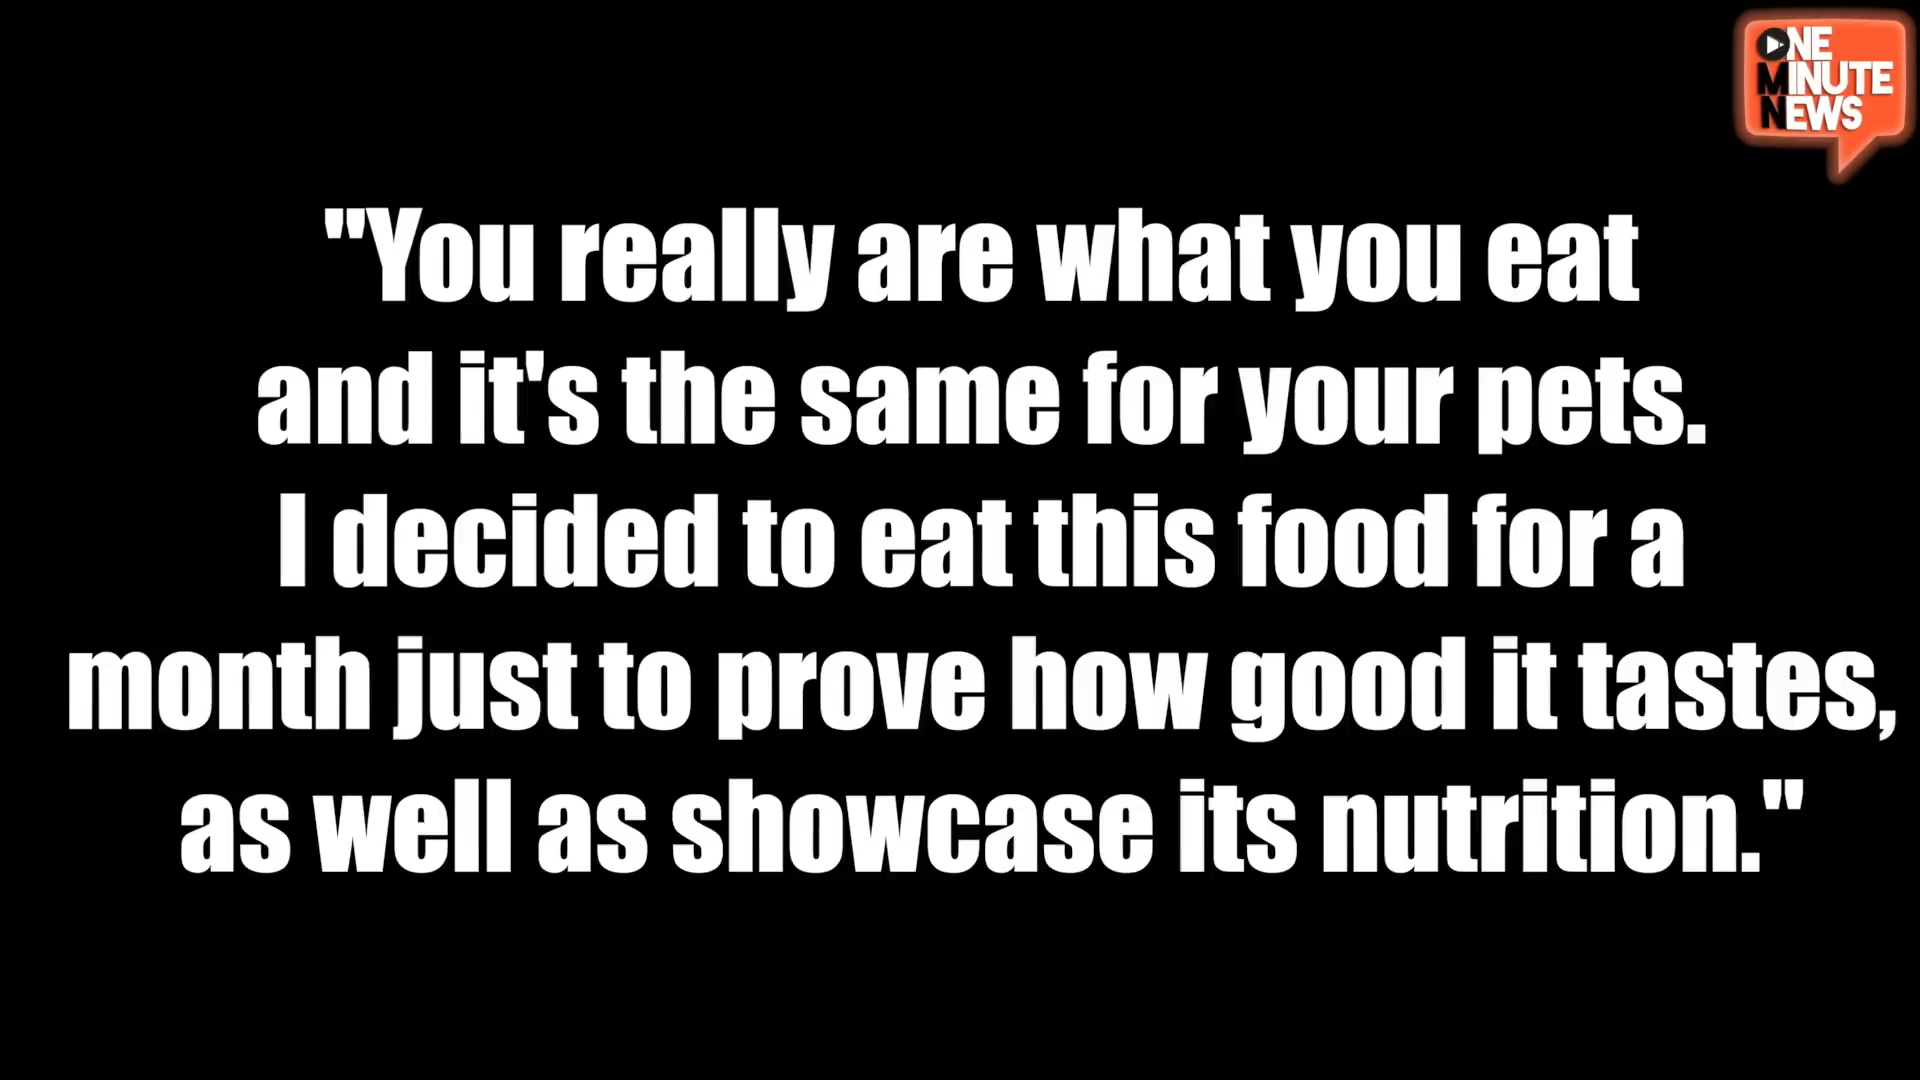 ONE
MINUTE
NEWS
"You really are what you eat
and it's the same for your pets.
I decided to eat this food for a
month just to prove how good it tastes,
as well as showcase its nutrition."